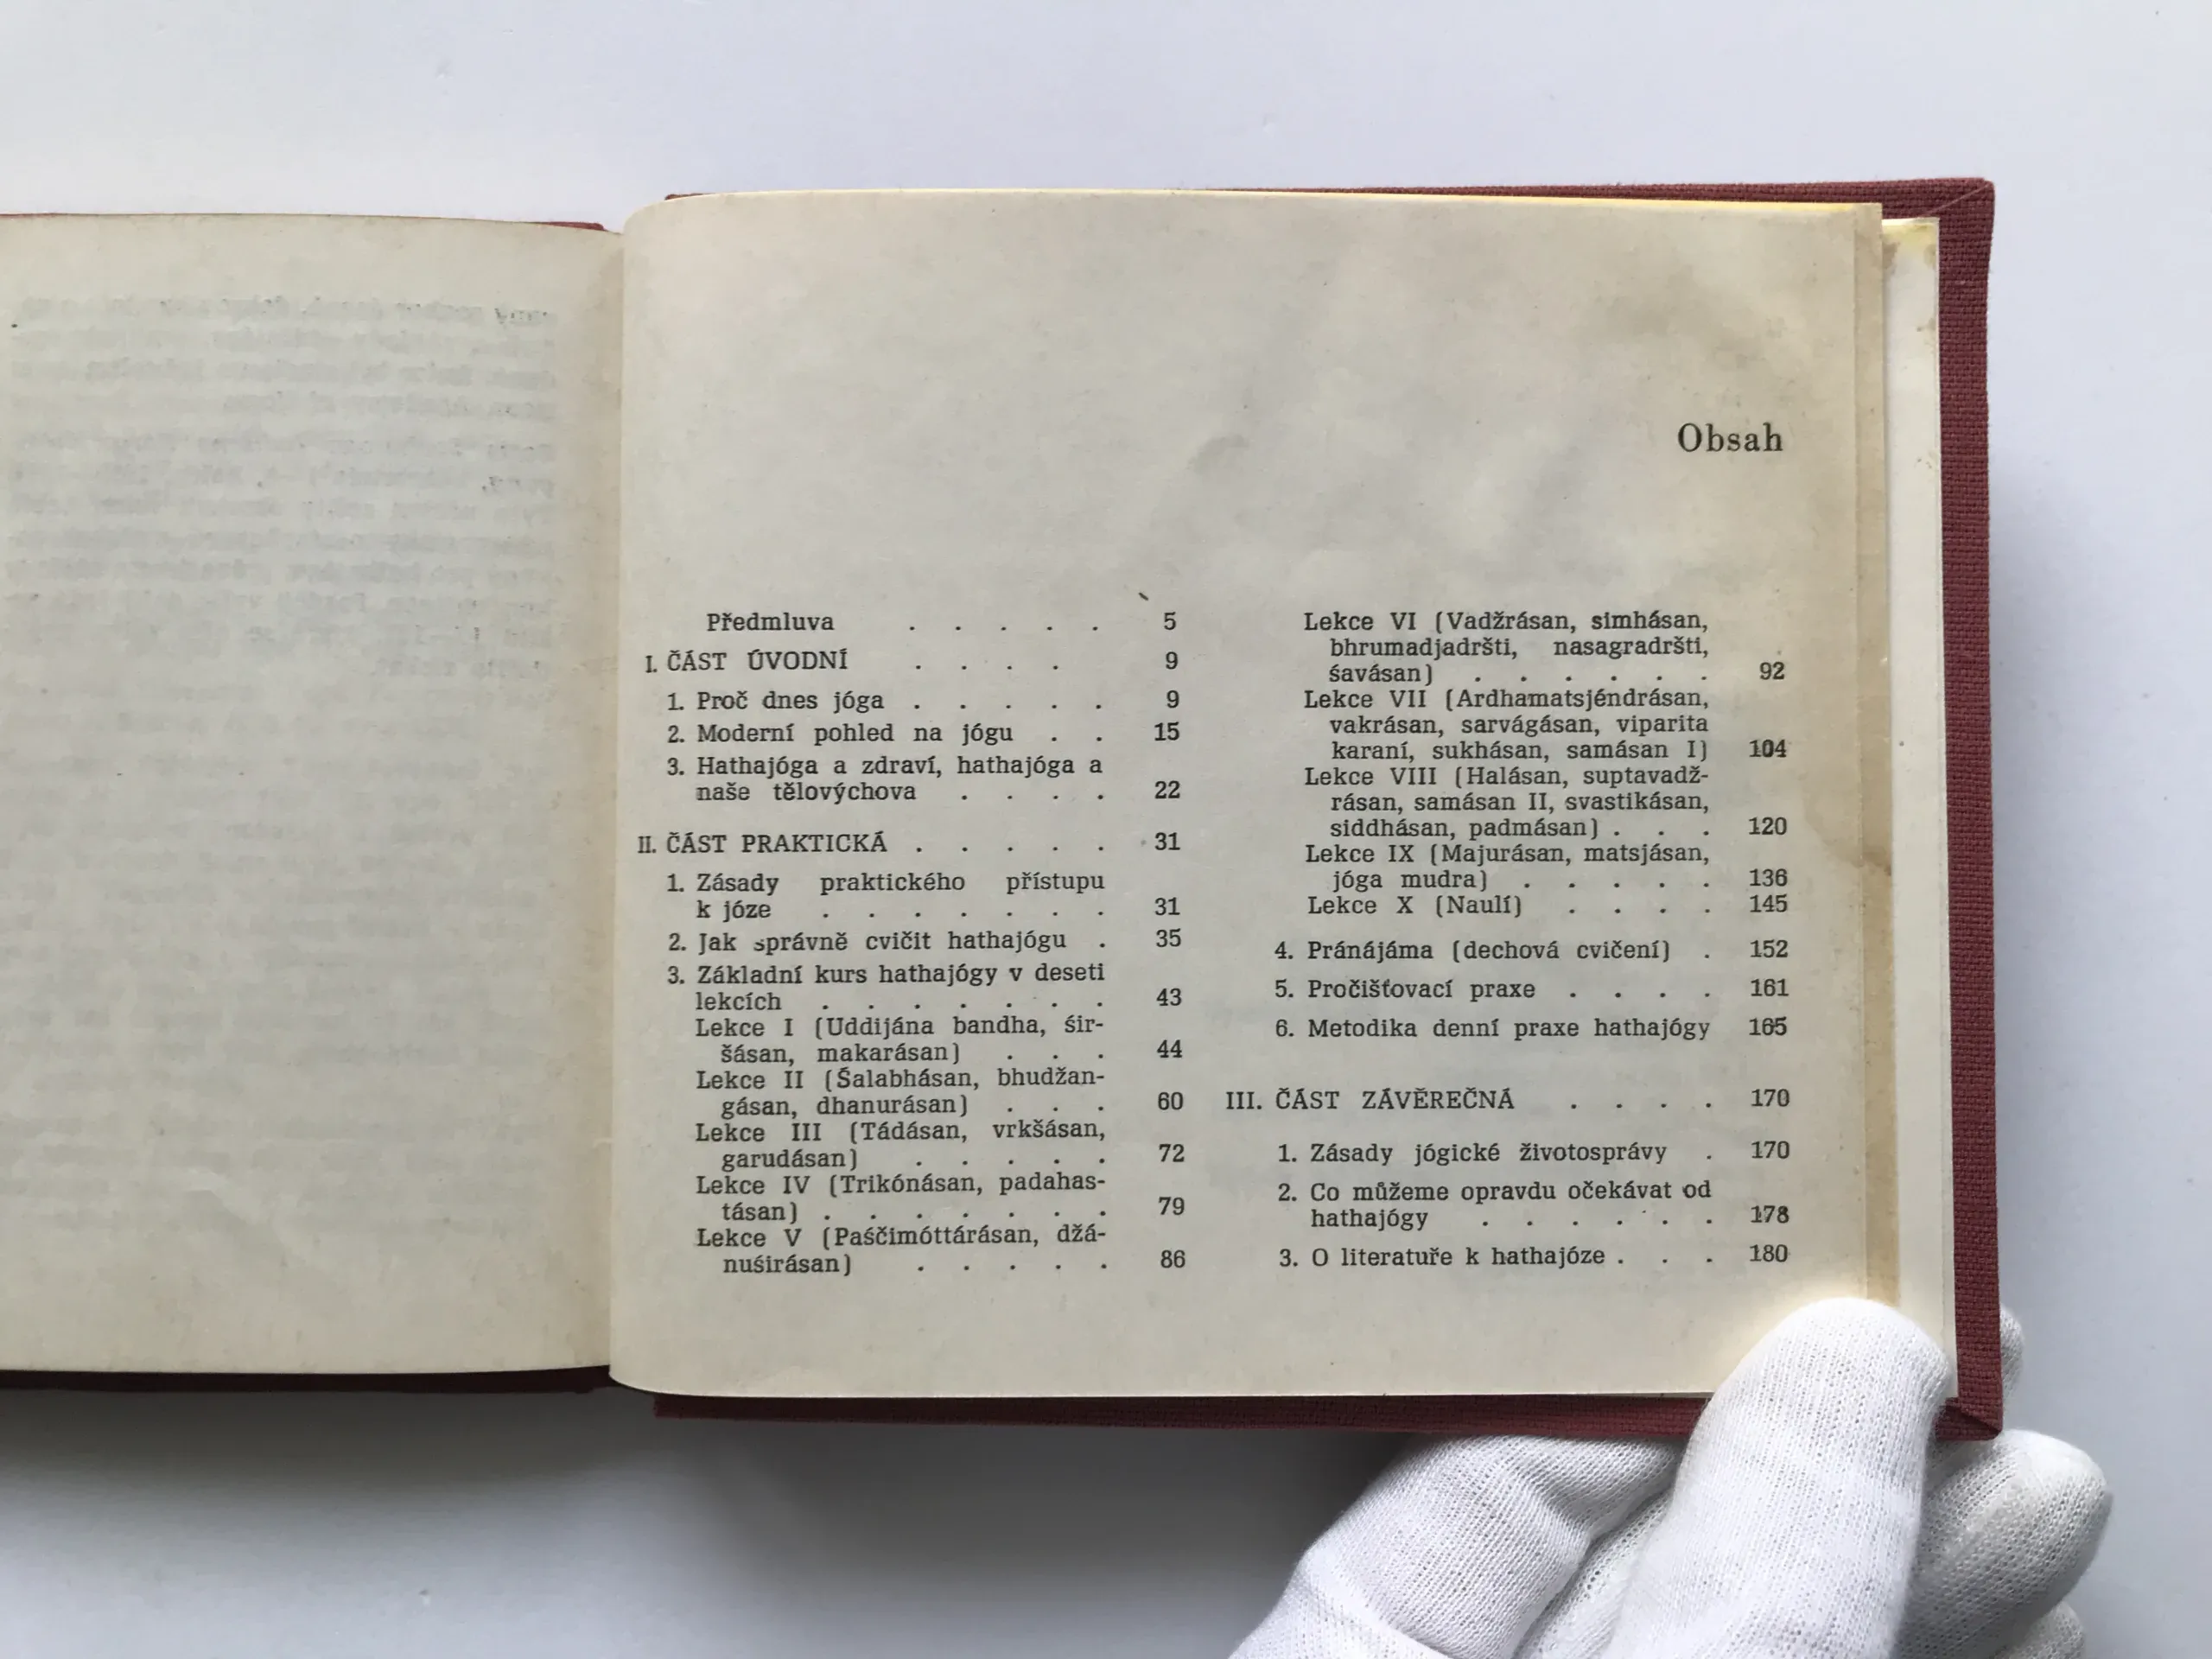 Obsah
Předmluva . . . . . 5
I. ČÁST ÚVODNÍ . . . . 9
1. Proč dnes jóga . . . . . 9
2. Moderní pohled na jógu . . 15
3. Hathajóga a zdraví, hathajóga a
naše tělovýchova . . . . 22
II. ČÁST PRAKTICKÁ . . . . . 31
1. Zásady praktického přístupu
k józe . . . . . . . 31
2. Jak správně cvičit hathajógu . 35
3. Základní kurs hathajógy v deseti
lekcích . . . . . . . 43
Lekce I (Uddijána bandha, śir-
šásan, makarásan) . . . 44
Lekce II (Śalabhásan, bhudžan-
gásan, dhanurásan) . . . 60
Lekce III (Tádásan, vrkšásan,
garudásan) . . . . . 72
Lekce IV (Trikónásan, padahas-
tásan) . . . . . . . 79
Lekce V (Paśčimóttárásan, džá-
nuśirásan) . . . . . 86
Lekce VI (Vadžrásan, simhásan,
bhrumadjadršti, nasagradršti,
śavásan) . . . . . . 92
Lekce VII (Ardhamatsjéndrásan,
vakrásan, sarvágásan, viparita
karaní, sukhásan, samásan I) 104
Lekce VIII (Halásan, suptavadž-
rásan, samásan II, svastikásan,
siddhásan, padmásan) . . . 120
Lekce IX (Majurásan, matsjásan,
jóga mudra) . . . . . 136
Lekce X (Naulí) . . . . 145
4. Pránájáma (dechová cvičení) . 152
5. Pročišťovací praxe . . . . 161
6. Metodika denní praxe hathajógy 165
III. ČÁST ZÁVĚREČNÁ . . . . 170
1. Zásady jógické životosprávy . 170
2. Co můžeme opravdu očekávat od
hathajógy . . . . . . 178
3. O literatuře k hathajóze . . . 180